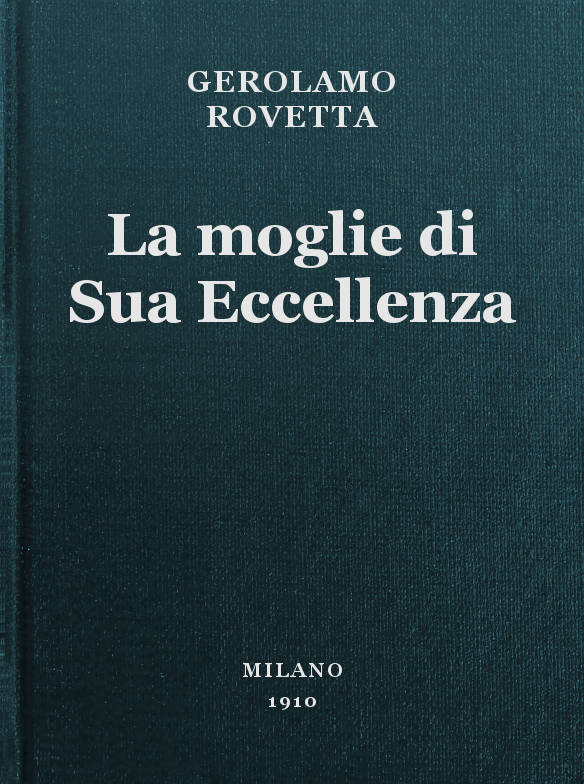 GEROLAMO
ROVETTA
La moglie di
Sua Eccellenza
MILANO
1910